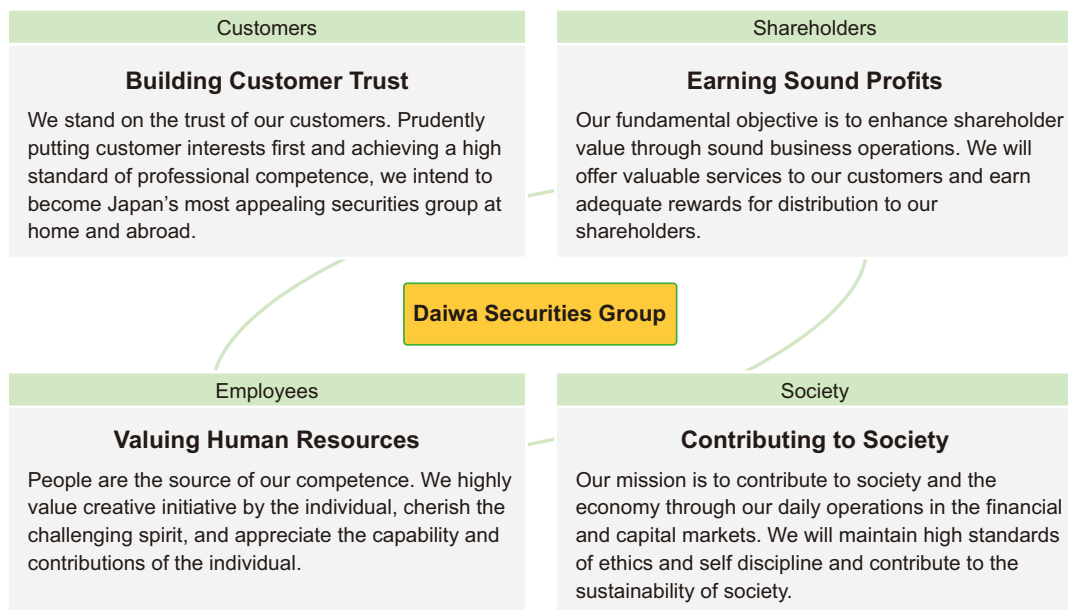 Customers
Building Customer Trust
We stand on the trust of our customers. Prudently
putting customer interests first and achieving a high
standard of professional competence, we intend to
become Japan’s most appealing securities group at
home and abroad.
Shareholders
Earning Sound Profits
Our fundamental objective is to enhance shareholder
value through sound business operations. We will
offer valuable services to our customers and earn
adequate rewards for distribution to our
shareholders.
Daiwa Securities Group
Employees
Valuing Human Resources
People are the source of our competence. We highly
value creative initiative by the individual, cherish the
challenging spirit, and appreciate the capability and
contributions of the individual.
Society
Contributing to Society
Our mission is to contribute to society and the
economy through our daily operations in the financial
and capital markets. We will maintain high standards
of ethics and self discipline and contribute to the
sustainability of society.